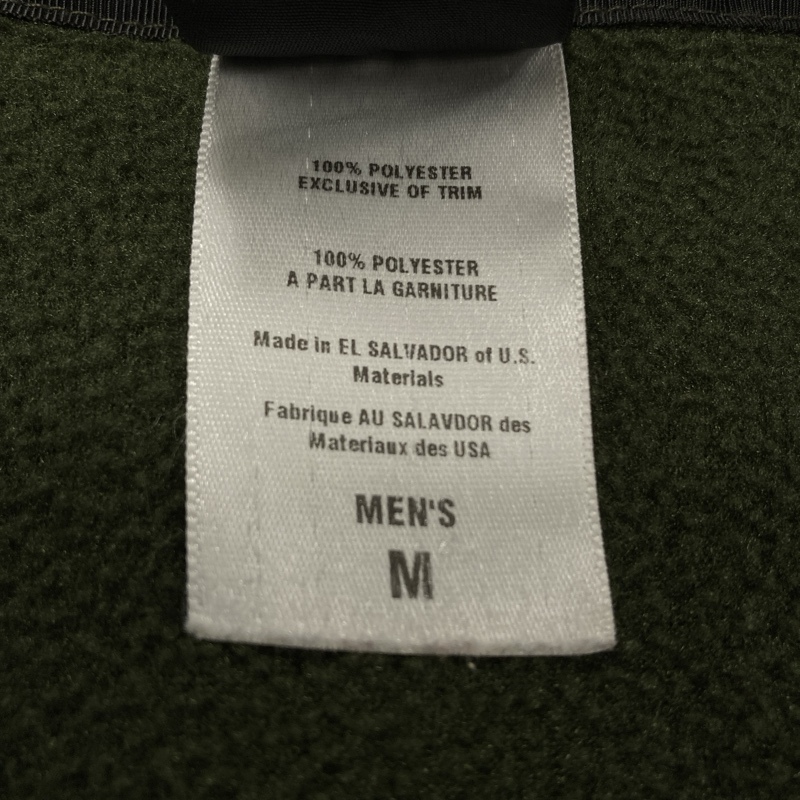 100% POLYESTER
EXCLUSIVE OF TRIM
100% POLYESTER
A PART LA GARNITURE
Made in EL SALVADOR of U.S.
Materials
Fabrique AU SALAVDOR des
Materiaux des USA
MEN'S
M